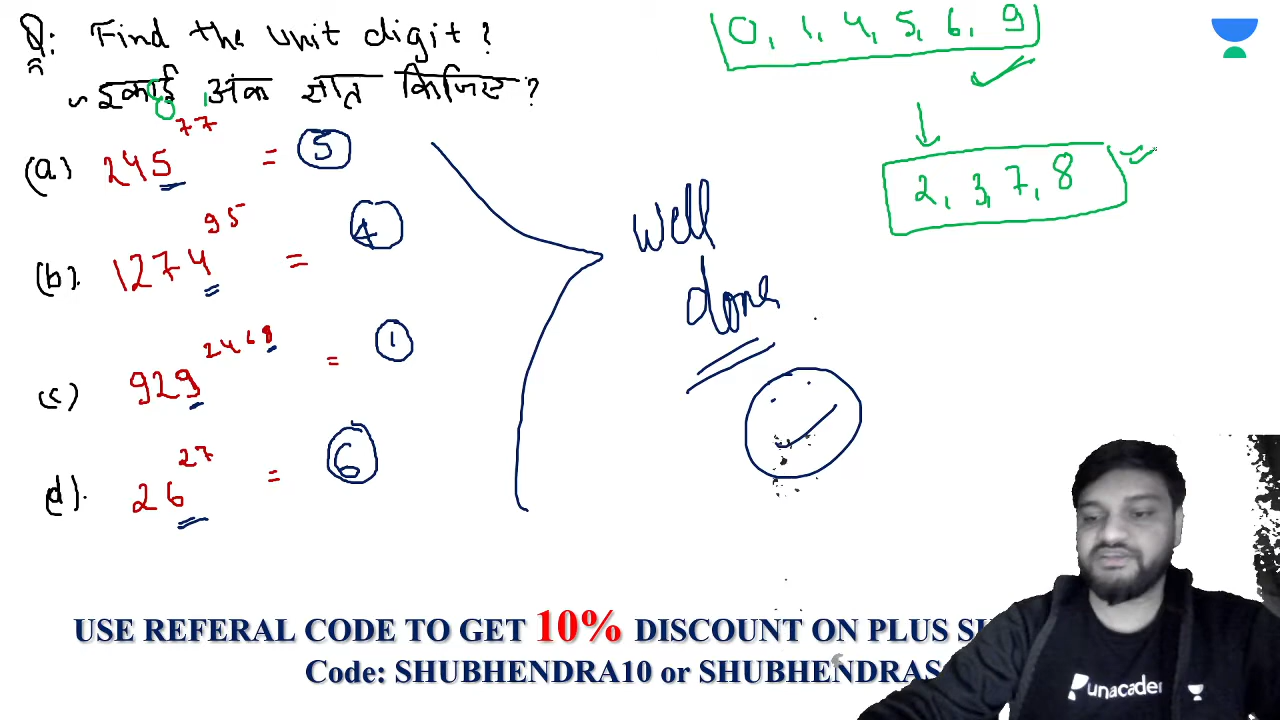 Q: Find the unit digit?
इकाई अंक ज्ञात किजिए?
(a) 245^77 = 5
(b). 1274^95 = 4
(c) 929^2468 = 1
(d). 26^27 = 6
well
done
0, 1, 4, 5, 6, 9
2, 3, 7, 8
USE REFERAL CODE TO GET 10% DISCOUNT ON PLUS
Code: SHUBHENDRA10 or SHUBHENDRAS
unacade